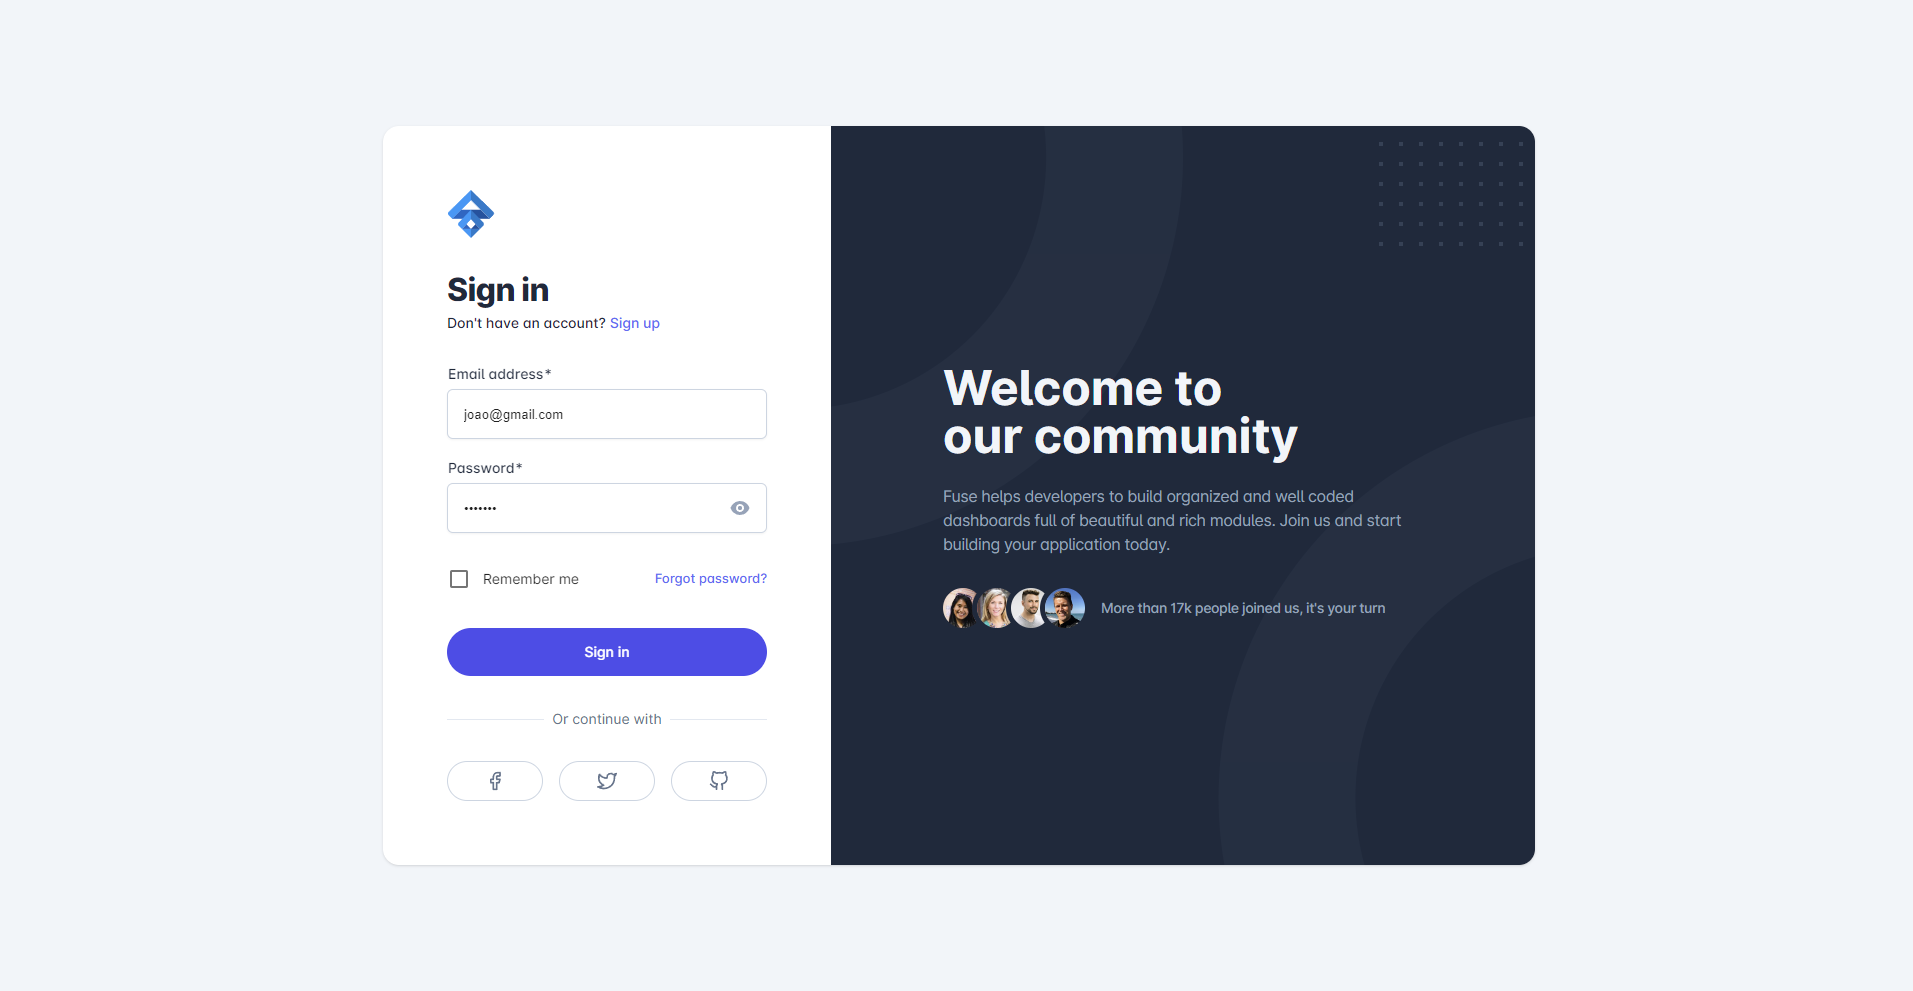 Sign in
Don't have an account? Sign up
Email address*
joao@gmail.com
Password*
•••••••
Remember me
Forgot password?
Sign in
Or continue with
Welcome to
our community
Fuse helps developers to build organized and well coded
dashboards full of beautiful and rich modules. Join us and start
building your application today.
More than 17k people joined us, it's your turn